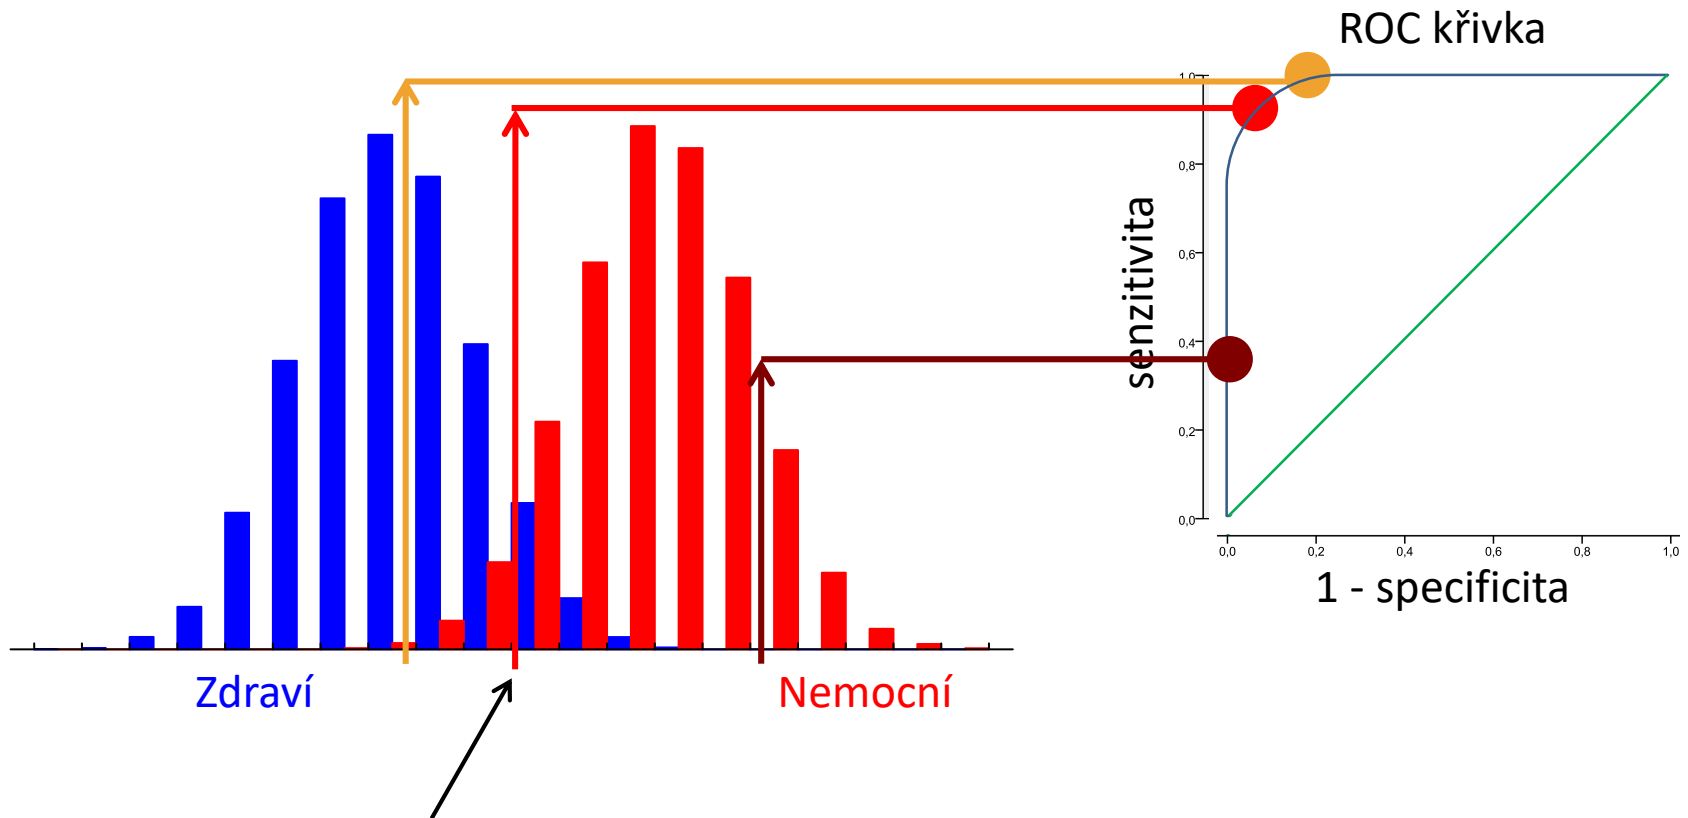 ROC křivka
1,0
0,8
0,6
0,4
0,2
0,0
senzitivita
0,0 0,2 0,4 0,6 0,8 1,0
1 - specificita
Zdraví
Nemocní